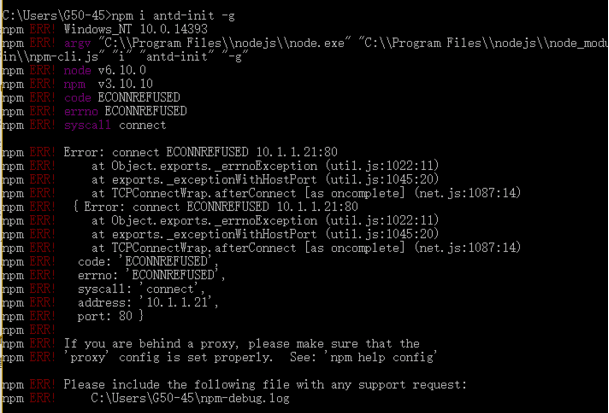 C:\Users\G50-45>npm i antd-init -g
npm ERR! Windows_NT 10.0.14393
npm ERR! argv "C:\\Program Files\\nodejs\\node.exe" "C:\\Program Files\\nodejs\\node_modu
in\\npm-cli.js" "i" "antd-init" "-g"
npm ERR! node v6.10.0
npm ERR! npm  v3.10.10
npm ERR! code ECONNREFUSED
npm ERR! errno ECONNREFUSED
npm ERR! syscall connect
npm ERR! Error: connect ECONNREFUSED 10.1.1.21:80
npm ERR!     at Object.exports._errnoException (util.js:1022:11)
npm ERR!     at exports._exceptionWithHostPort (util.js:1045:20)
npm ERR!     at TCPConnectWrap.afterConnect [as oncomplete] (net.js:1087:14)
npm ERR!  { Error: connect ECONNREFUSED 10.1.1.21:80
npm ERR!     at Object.exports._errnoException (util.js:1022:11)
npm ERR!     at exports._exceptionWithHostPort (util.js:1045:20)
npm ERR!     at TCPConnectWrap.afterConnect [as oncomplete] (net.js:1087:14)
npm ERR!   code: 'ECONNREFUSED',
npm ERR!   errno: 'ECONNREFUSED',
npm ERR!   syscall: 'connect',
npm ERR!   address: '10.1.1.21',
npm ERR!   port: 80 }
npm ERR!
npm ERR! If you are behind a proxy, please make sure that the
npm ERR! 'proxy' config is set properly.  See: 'npm help config'
npm ERR! Please include the following file with any support request:
npm ERR!     C:\Users\G50-45\npm-debug.log